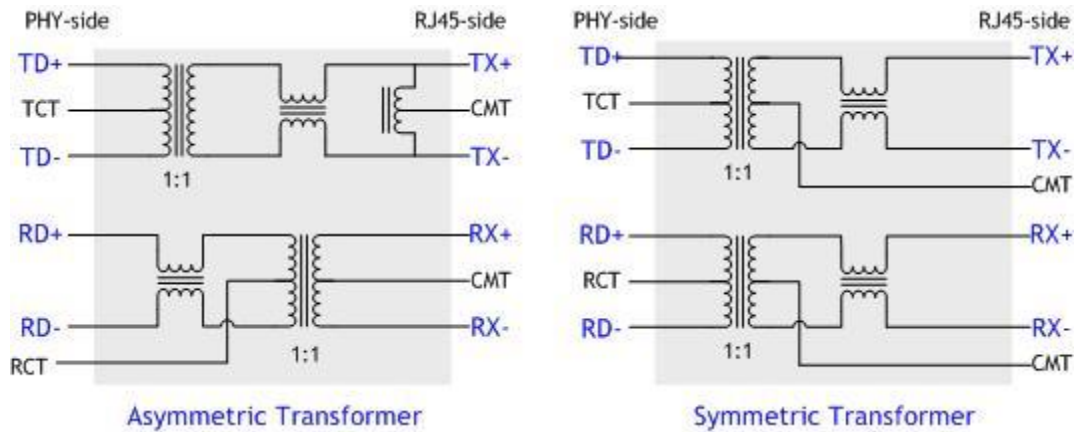 PHY-side RJ45-side
TD+ TX+
TCT CMT
TD- TX-
1:1
RD+ RX+
CMT
RD- RX-
RCT 1:1
Asymmetric Transformer
PHY-side RJ45-side
TD+ TX+
TCT
TD- TX-
1:1 CMT
RD+ RX+
RCT
RD- RX-
1:1 CMT
Symmetric Transformer